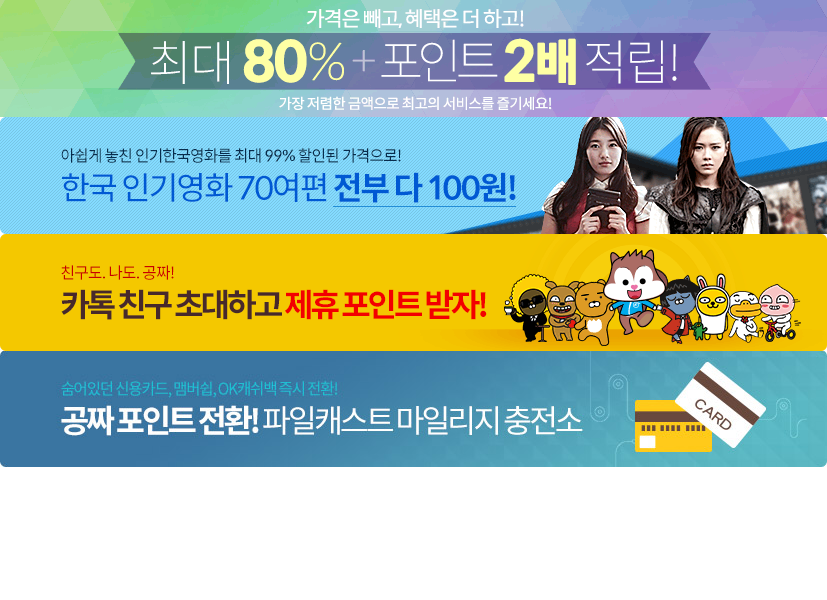 가격은 빼고, 혜택은 더 하고!
최대 80% + 포인트 2배 적립!
가장 저렴한 금액으로 최고의 서비스를 즐기세요!
아쉽게 놓친 인기한국영화를 최대 99% 할인된 가격으로!
한국 인기영화 70여편 전부 다 100원!
친구도. 나도. 공짜!
카톡 친구 초대하고 제휴 포인트 받자!
숨어있던 신용카드, 맴버쉽, OK캐쉬백 즉시 전환!
공짜 포인트 전환! 파일캐스트 마일리지 충전소
CARD